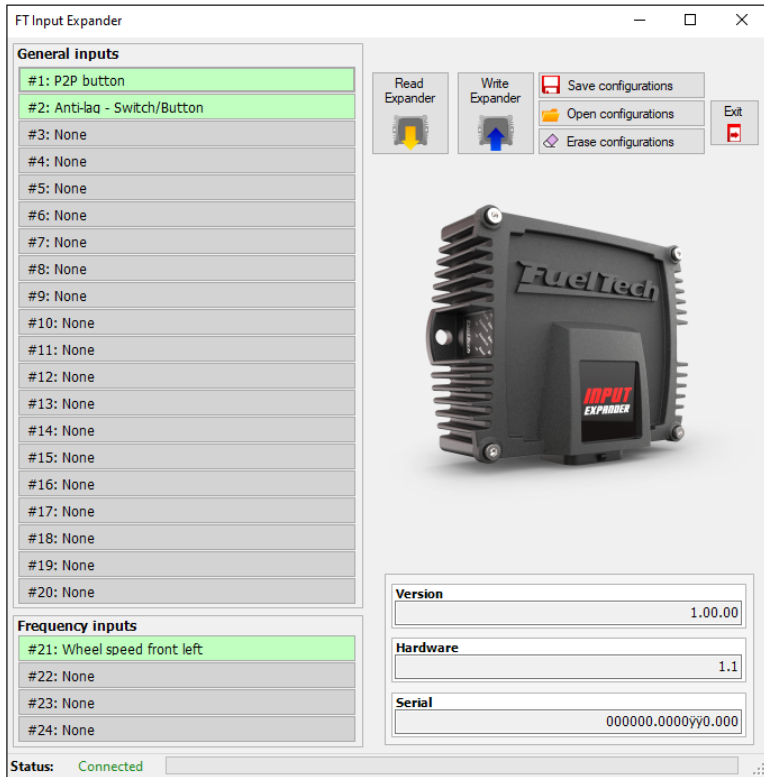 FT Input Expander
General inputs
#1: P2P button
#2: Anti-lag - Switch/Button
#3: None
#4: None
#5: None
#6: None
#7: None
#8: None
#9: None
#10: None
#11: None
#12: None
#13: None
#14: None
#15: None
#16: None
#17: None
#18: None
#19: None
#20: None
Frequency inputs
#21: Wheel speed front left
#22: None
#23: None
#24: None
Status: Connected
Read
Expander
Write
Expander
Save configurations
Open configurations
Erase configurations
Exit
FuelTech
INPUT
EXPANDER
Version
1.00.00
Hardware
1.1
Serial
000000.0000ÿÿ0.000